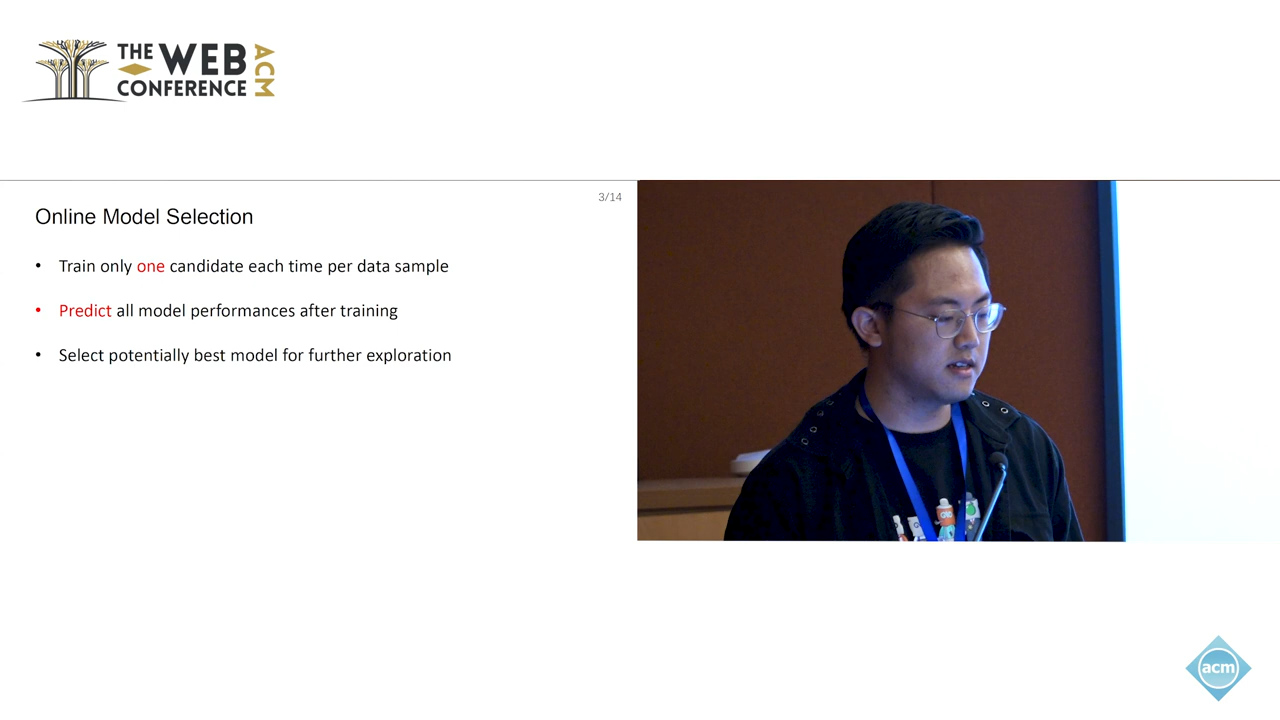 THE WEB
CONFERENCE
ACM
3/14
Online Model Selection
• Train only one candidate each time per data sample
• Predict all model performances after training
• Select potentially best model for further exploration
acm